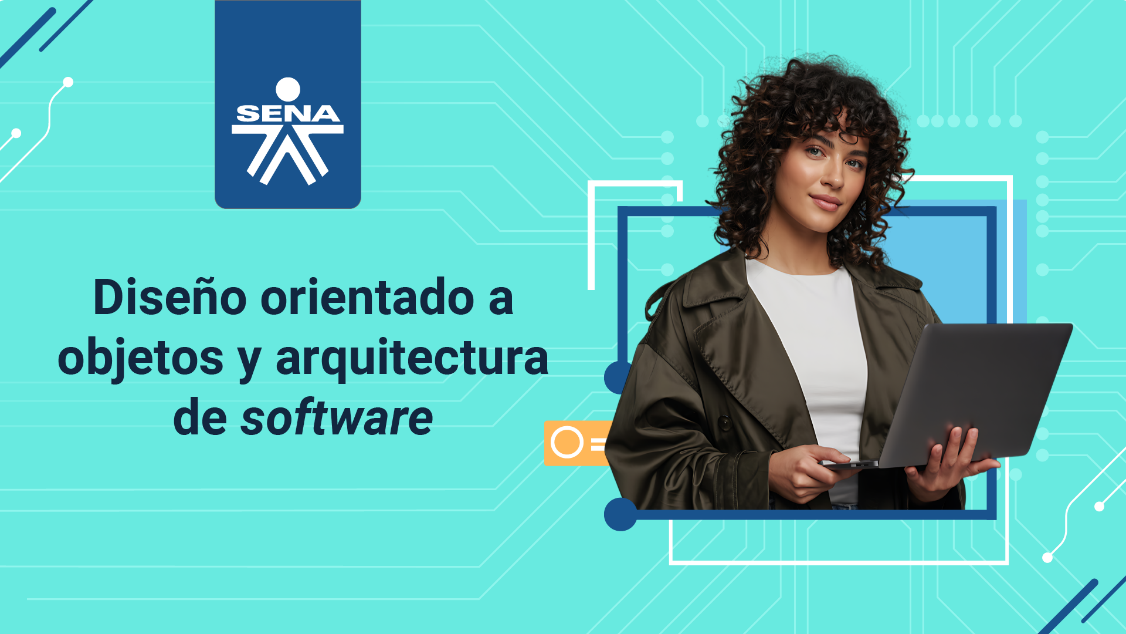 SENA
Diseño orientado a
objetos y arquitectura
de software